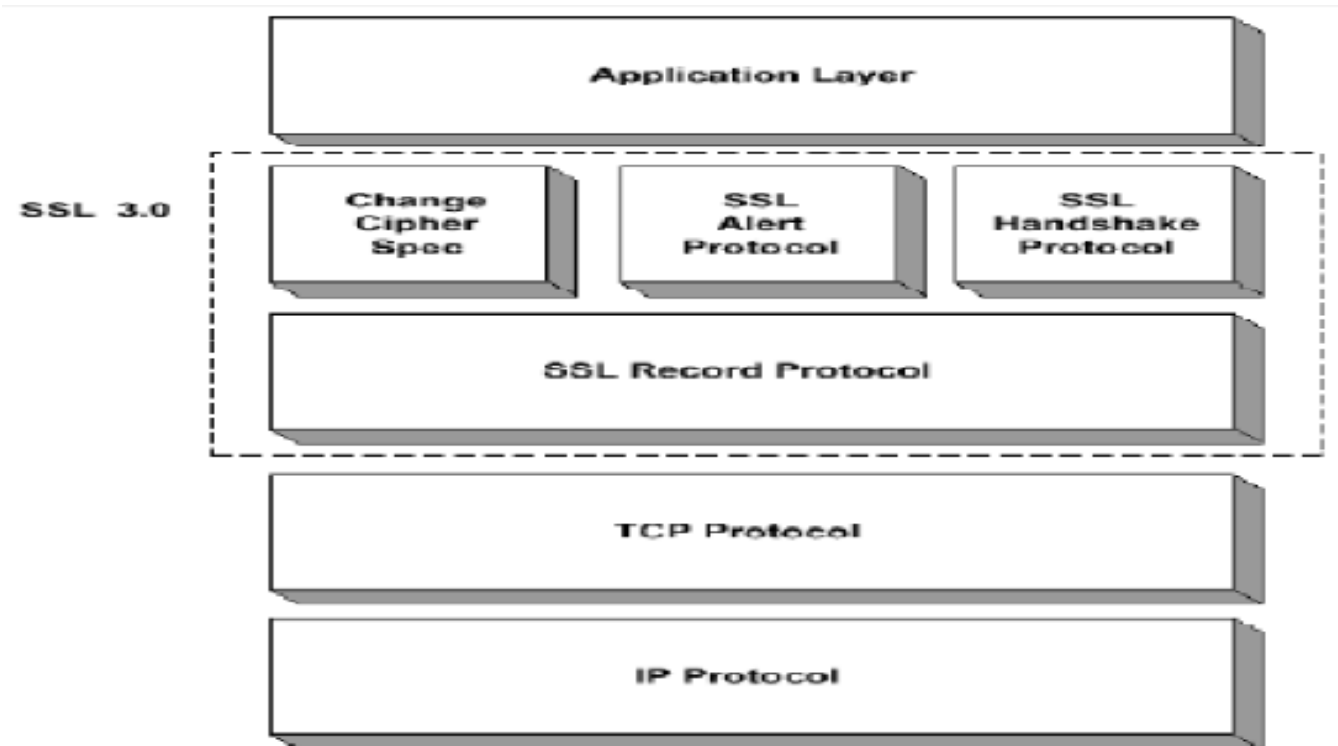 Application Layer
SSL 3.0
Change
Cipher
Spec
SSL
Alert
Protocol
SSL
Handshake
Protocol
SSL Record Protocol
TCP Protocol
IP Protocol